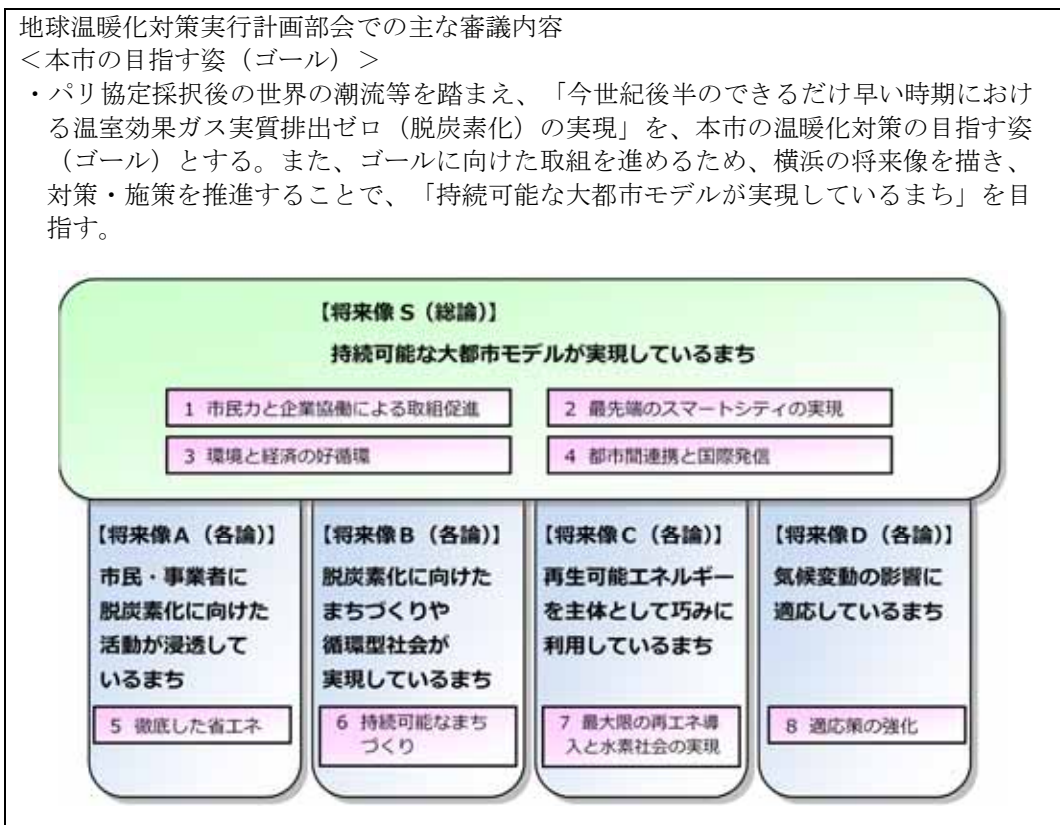 地球温暖化対策実行計画部会での主な審議内容
＜本市の目指す姿（ゴール）＞
・パリ協定採択後の世界の潮流等を踏まえ、「今世紀後半のできるだけ早い時期におけ
る温室効果ガス実質排出ゼロ（脱炭素化）の実現」を、本市の温暖化対策の目指す姿
（ゴール）とする。また、ゴールに向けた取組を進めるため、横浜の将来像を描き、
対策・施策を推進することで、「持続可能な大都市モデルが実現しているまち」を目
指す。
【将来像 S（総論）】
持続可能な大都市モデルが実現しているまち
1 市民力と企業協働による取組促進
2 最先端のスマートシティの実現
3 環境と経済の好循環
4 都市間連携と国際発信
【将来像A（各論）】
市民・事業者に
脱炭素化に向けた
活動が浸透して
いるまち
5 徹底した省エネ
【将来像B（各論）】
脱炭素化に向けた
まちづくりや
循環型社会が
実現しているまち
6 持続可能なまち
づくり
【将来像C（各論）】
再生可能エネルギー
を主体として巧みに
利用しているまち
7 最大限の再エネ導
入と水素社会の実現
【将来像D（各論）】
気候変動の影響に
適応しているまち
8 適応策の強化